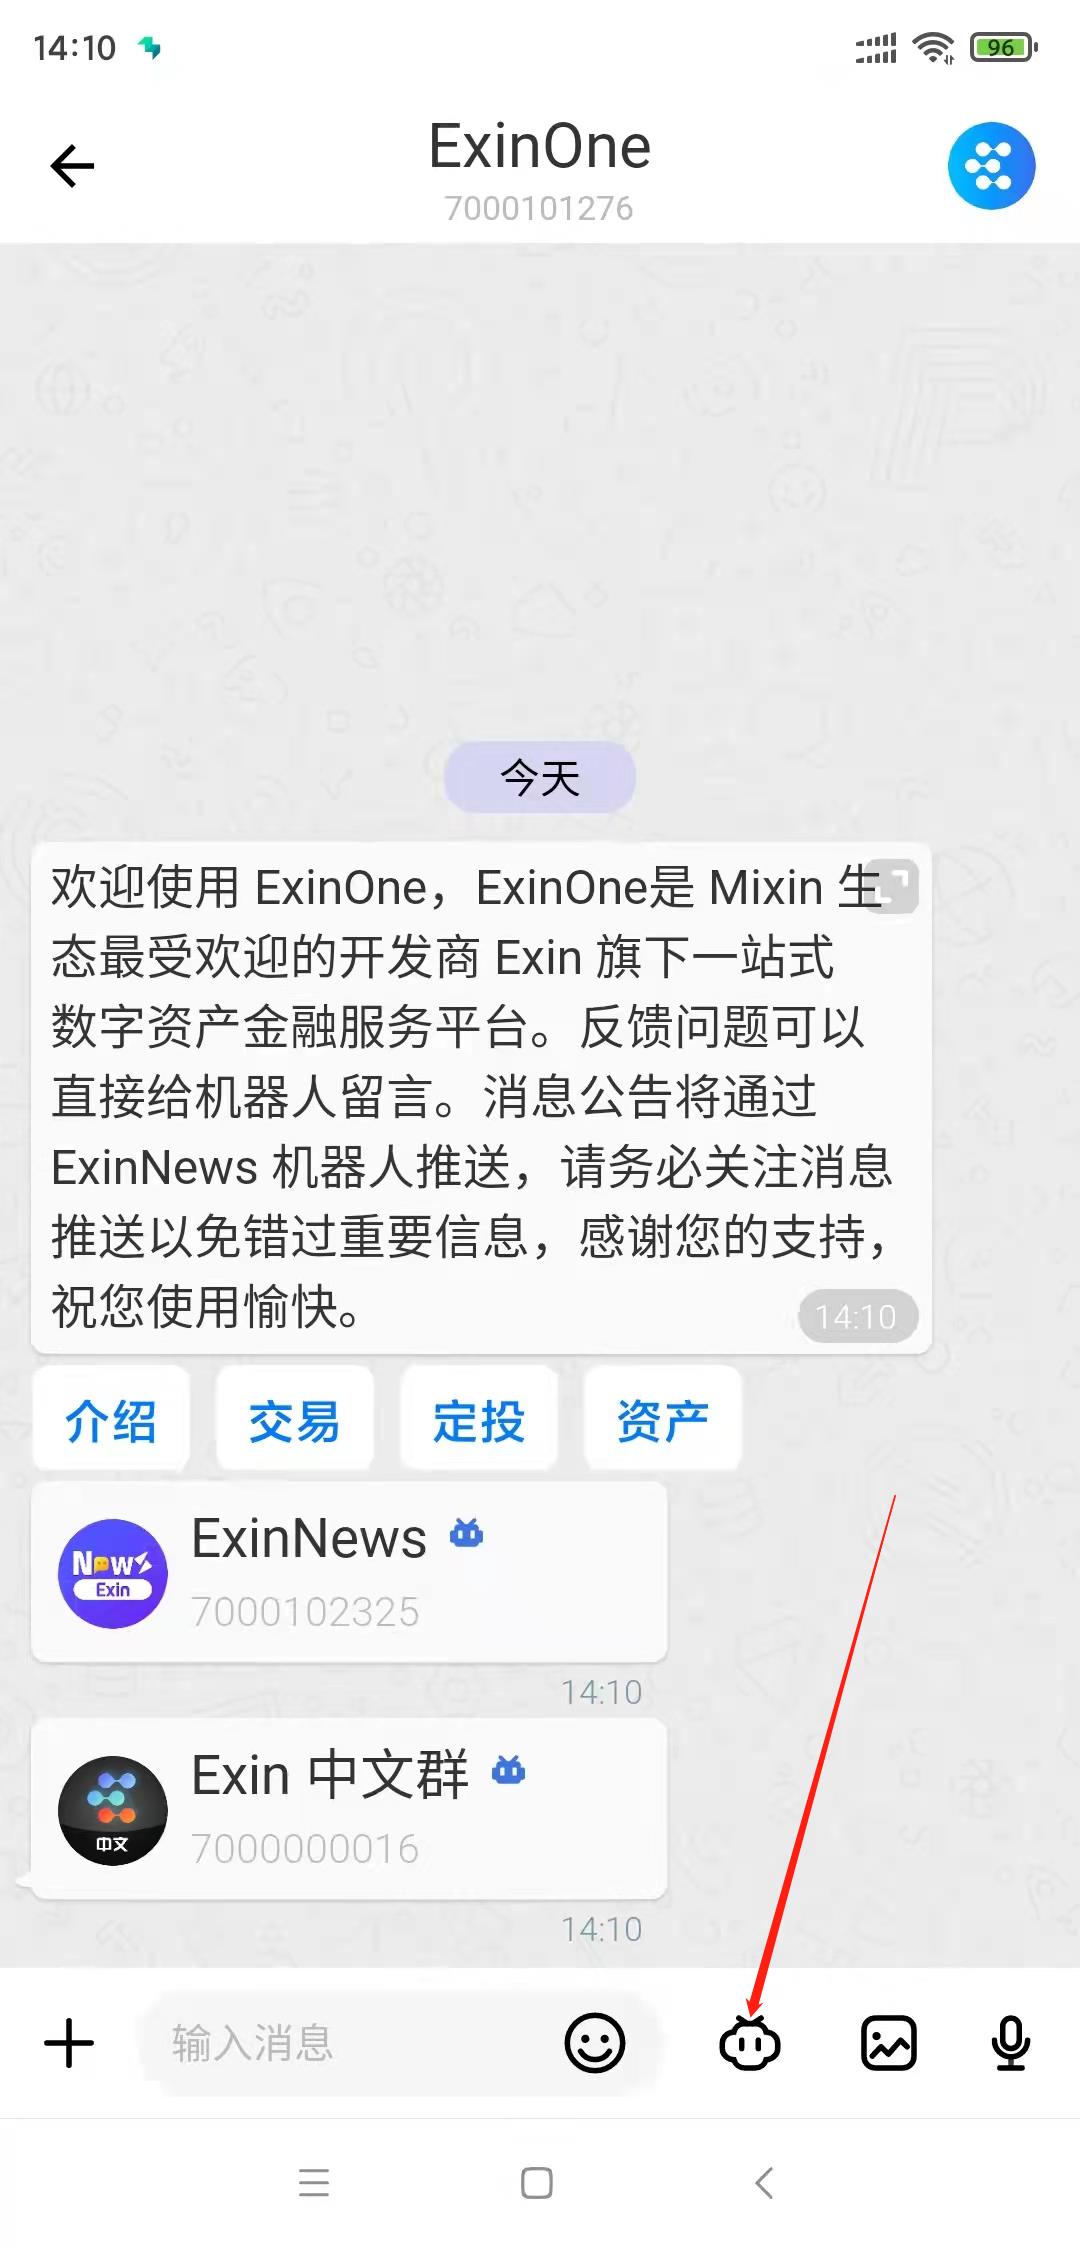 14:10
96
ExinOne
7000101276
今天
欢迎使用 ExinOne，ExinOne是 Mixin 生
态最受欢迎的开发商 Exin 旗下一站式
数字资产金融服务平台。反馈问题可以
直接给机器人留言。消息公告将通过
ExinNews 机器人推送，请务必关注消息
推送以免错过重要信息，感谢您的支持，
祝您使用愉快。
14:10
介绍 交易 定投 资产
News
Exin
ExinNews
7000102325
14:10
中文
Exin 中文群
7000000016
14:10
输入消息